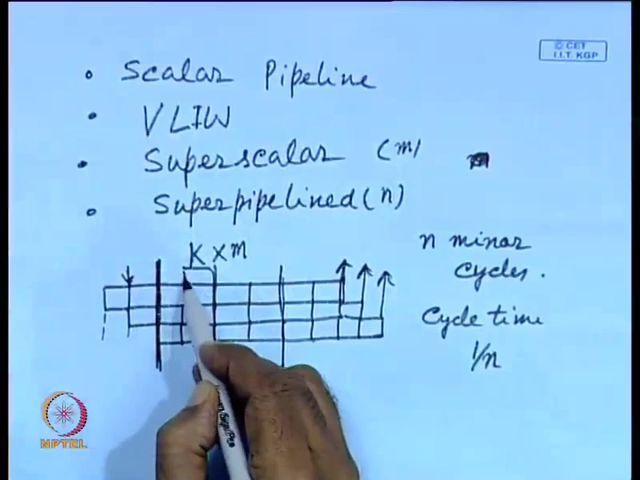 © CET
I.I.T. KGP
• Scalar Pipeline
• VLIW
• Superscalar (m)
• Superpipelined (n)
K × m
n minor
cycles.
Cycle time
1/n
NPTEL